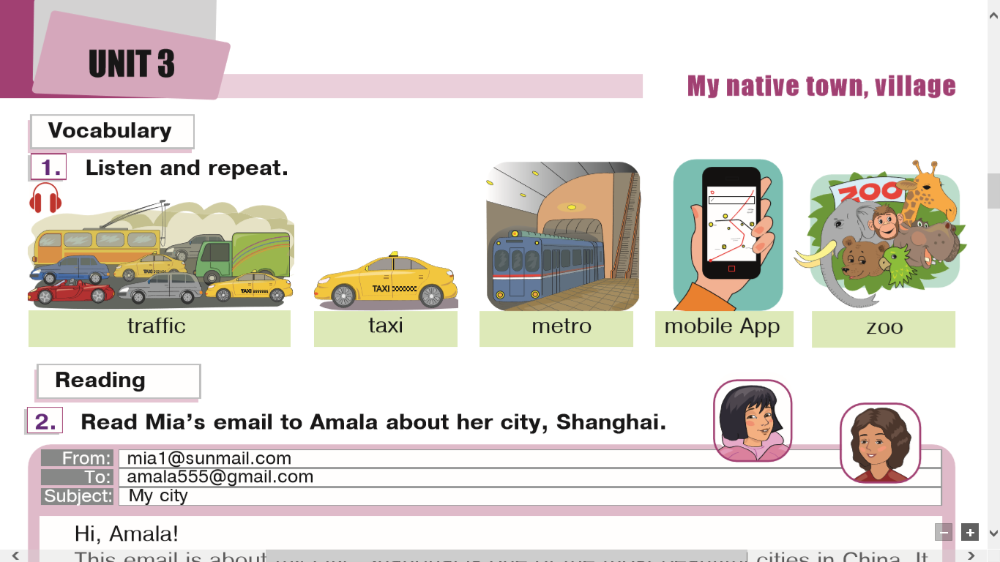 UNIT 3
My native town, village
Vocabulary
1. Listen and repeat.
ZOO
TAXI
TAXI
TAXI
traffic
taxi
metro
mobile App
zoo
Reading
2. Read Mia's email to Amala about her city, Shanghai.
From: mia1@sunmail.com
To: amala555@gmail.com
Subject: My city
Hi, Amala!
This email is about cities in China. It